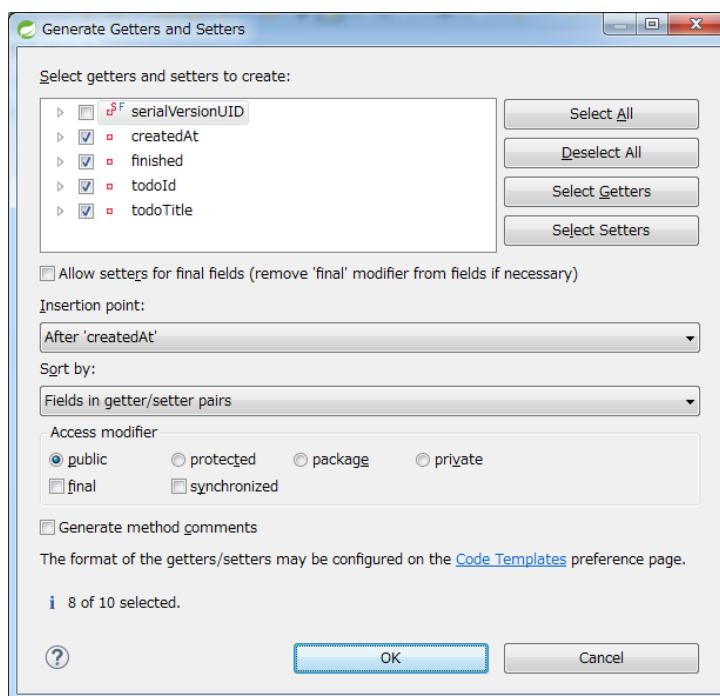 Generate Getters and Setters
Select getters and setters to create:
S F serialVersionUID
createdAt
finished
todoId
todoTitle
Select All
Deselect All
Select Getters
Select Setters
Allow setters for final fields (remove 'final' modifier from fields if necessary)
Insertion point:
After 'createdAt'
Sort by:
Fields in getter/setter pairs
Access modifier
public protected package private
final synchronized
Generate method comments
The format of the getters/setters may be configured on the Code Templates preference page.
i 8 of 10 selected.
? OK Cancel